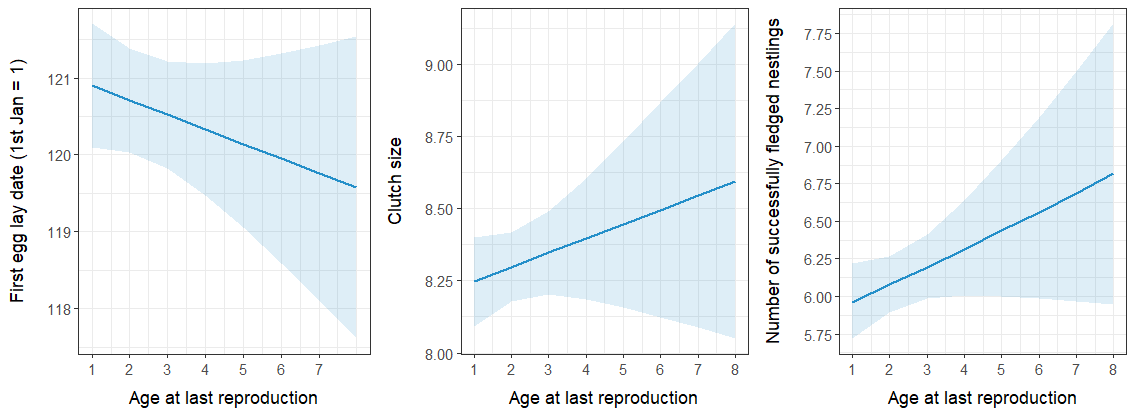 First egg lay date (1st Jan = 1)
121
120
119
118
1 2 3 4 5 6 7
Age at last reproduction
Clutch size
9.00
8.75
8.50
8.25
8.00
1 2 3 4 5 6 7 8
Age at last reproduction
Number of successfully fledged nestlings
7.75
7.50
7.25
7.00
6.75
6.50
6.25
6.00
5.75
1 2 3 4 5 6 7 8
Age at last reproduction